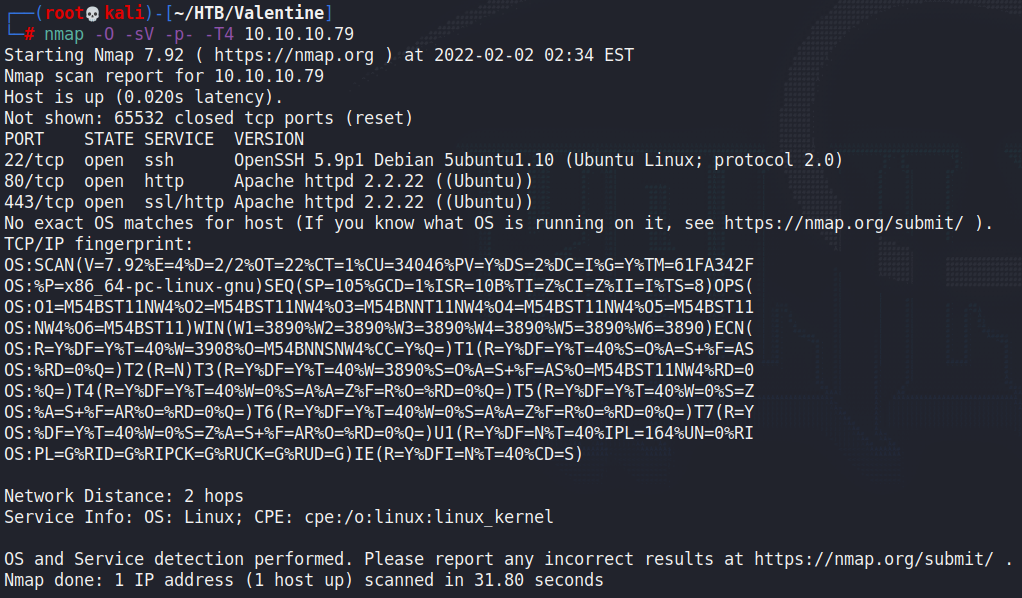 ┌──(root💀kali)-[~/HTB/Valentine]
└─# nmap -O -sV -p- -T4 10.10.10.79
Starting Nmap 7.92 ( https://nmap.org ) at 2022-02-02 02:34 EST
Nmap scan report for 10.10.10.79
Host is up (0.020s latency).
Not shown: 65532 closed tcp ports (reset)
PORT    STATE SERVICE  VERSION
22/tcp  open  ssh      OpenSSH 5.9p1 Debian 5ubuntu1.10 (Ubuntu Linux; protocol 2.0)
80/tcp  open  http     Apache httpd 2.2.22 ((Ubuntu))
443/tcp open  ssl/http Apache httpd 2.2.22 ((Ubuntu))
No exact OS matches for host (If you know what OS is running on it, see https://nmap.org/submit/ ).
TCP/IP fingerprint:
OS:SCAN(V=7.92%E=4%D=2/2%OT=22%CT=1%CU=34046%PV=Y%DS=2%DC=I%G=Y%TM=61FA342F
OS:%P=x86_64-pc-linux-gnu)SEQ(SP=105%GCD=1%ISR=10B%TI=Z%CI=Z%II=I%TS=8)OPS(
OS:O1=M54BST11NW4%O2=M54BST11NW4%O3=M54BNNT11NW4%O4=M54BST11NW4%O5=M54BST11
OS:NW4%O6=M54BST11)WIN(W1=3890%W2=3890%W3=3890%W4=3890%W5=3890%W6=3890)ECN(
OS:R=Y%DF=Y%T=40%W=3908%O=M54BNNSNW4%CC=Y%Q=)T1(R=Y%DF=Y%T=40%S=O%A=S+%F=AS
OS:%RD=0%Q=)T2(R=N)T3(R=Y%DF=Y%T=40%W=3890%S=O%A=S+%F=AS%O=M54BST11NW4%RD=0
OS:%Q=)T4(R=Y%DF=Y%T=40%W=0%S=A%A=Z%F=R%O=%RD=0%Q=)T5(R=Y%DF=Y%T=40%W=0%S=Z
OS:%A=S+%F=AR%O=%RD=0%Q=)T6(R=Y%DF=Y%T=40%W=0%S=A%A=Z%F=R%O=%RD=0%Q=)T7(R=Y
OS:%DF=Y%T=40%W=0%S=Z%A=S+%F=AR%O=%RD=0%Q=)U1(R=Y%DF=N%T=40%IPL=164%UN=0%RI
OS:PL=G%RID=G%RIPCK=G%RUCK=G%RUD=G)IE(R=Y%DFI=N%T=40%CD=S)
Network Distance: 2 hops
Service Info: OS: Linux; CPE: cpe:/o:linux:linux_kernel
OS and Service detection performed. Please report any incorrect results at https://nmap.org/submit/ .
Nmap done: 1 IP address (1 host up) scanned in 31.80 seconds